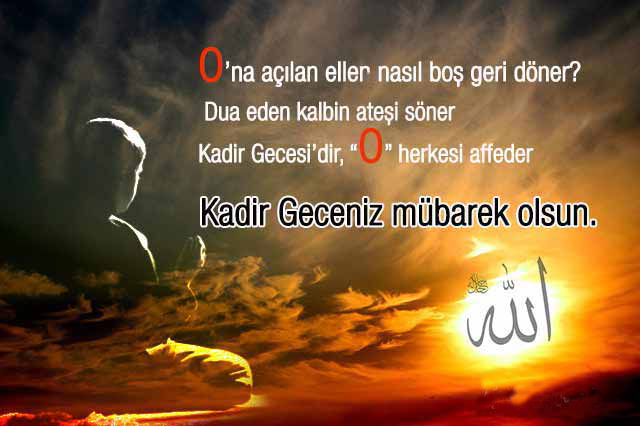 O'na açılan eller nasıl boş geri döner?
Dua eden kalbin ateşi söner
Kadir Gecesi'dir, “O” herkesi affeder
Kadir Geceniz mübarek olsun.
الله